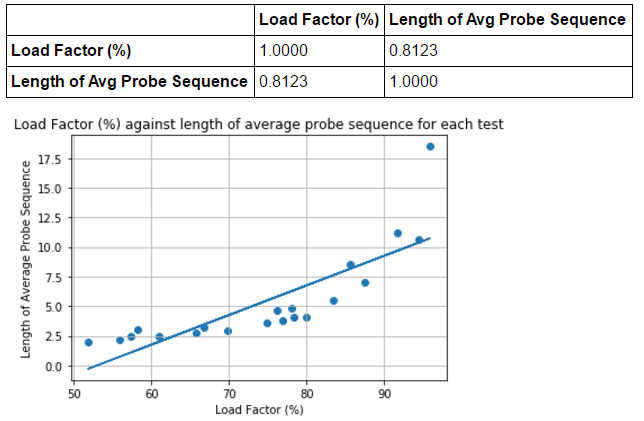 Load Factor (%) Length of Avg Probe Sequence
Load Factor (%) 1.0000 0.8123
Length of Avg Probe Sequence 0.8123 1.0000
Load Factor (%) against length of average probe sequence for each test
Length of Average Probe Sequence
17.5
15.0
12.5
10.0
7.5
5.0
2.5
0.0
50 60 70 80 90
Load Factor (%)